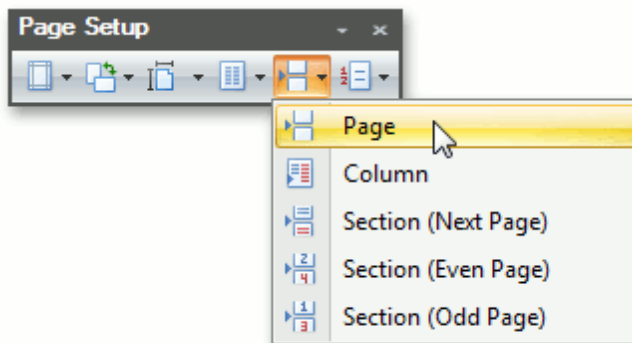 Page Setup
Page
Column
Section (Next Page)
Section (Even Page)
Section (Odd Page)